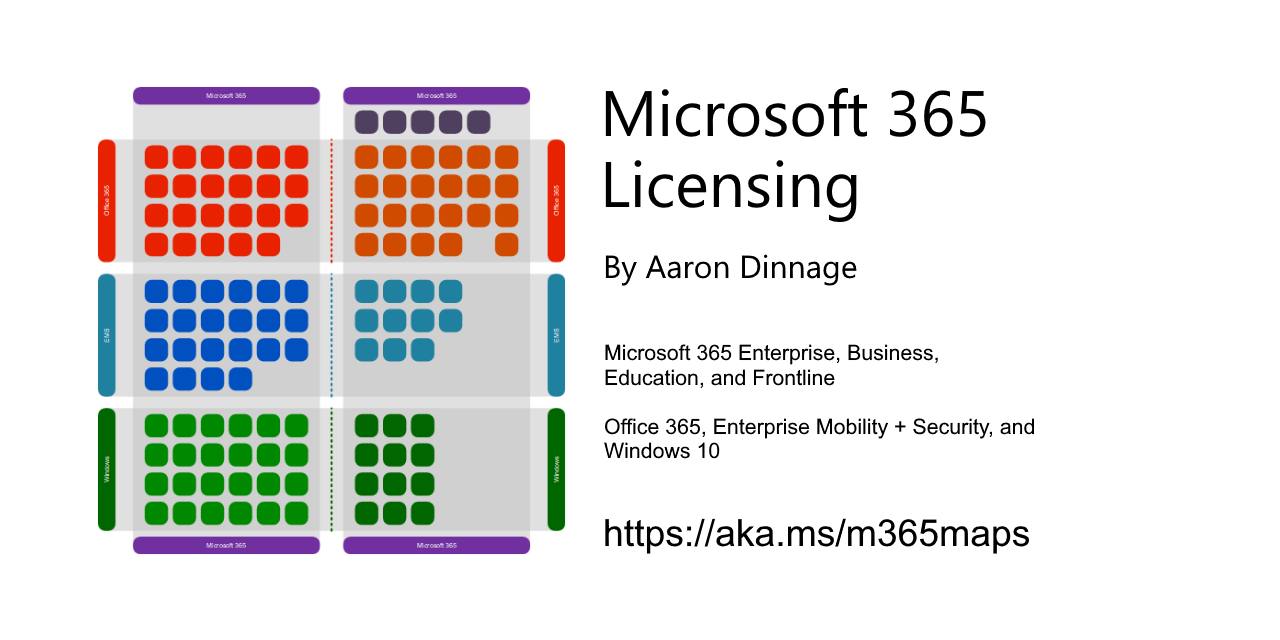 Microsoft 365
Microsoft 365
Office 365
Office 365
EMS
EMS
Windows
Windows
Microsoft 365
Microsoft 365
Microsoft 365
Licensing
By Aaron Dinnage
Microsoft 365 Enterprise, Business,
Education, and Frontline
Office 365, Enterprise Mobility + Security, and
Windows 10
https://aka.ms/m365maps